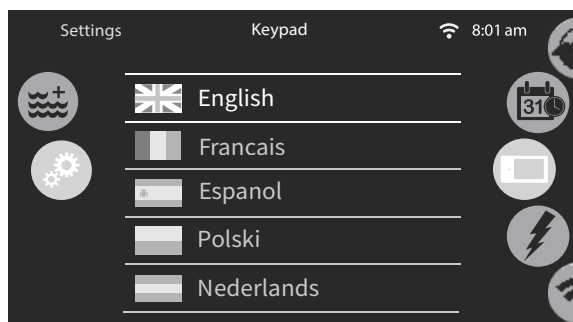 Settings Keypad 8:01 am
English
Francais
Espanol
Polski
Nederlands
31